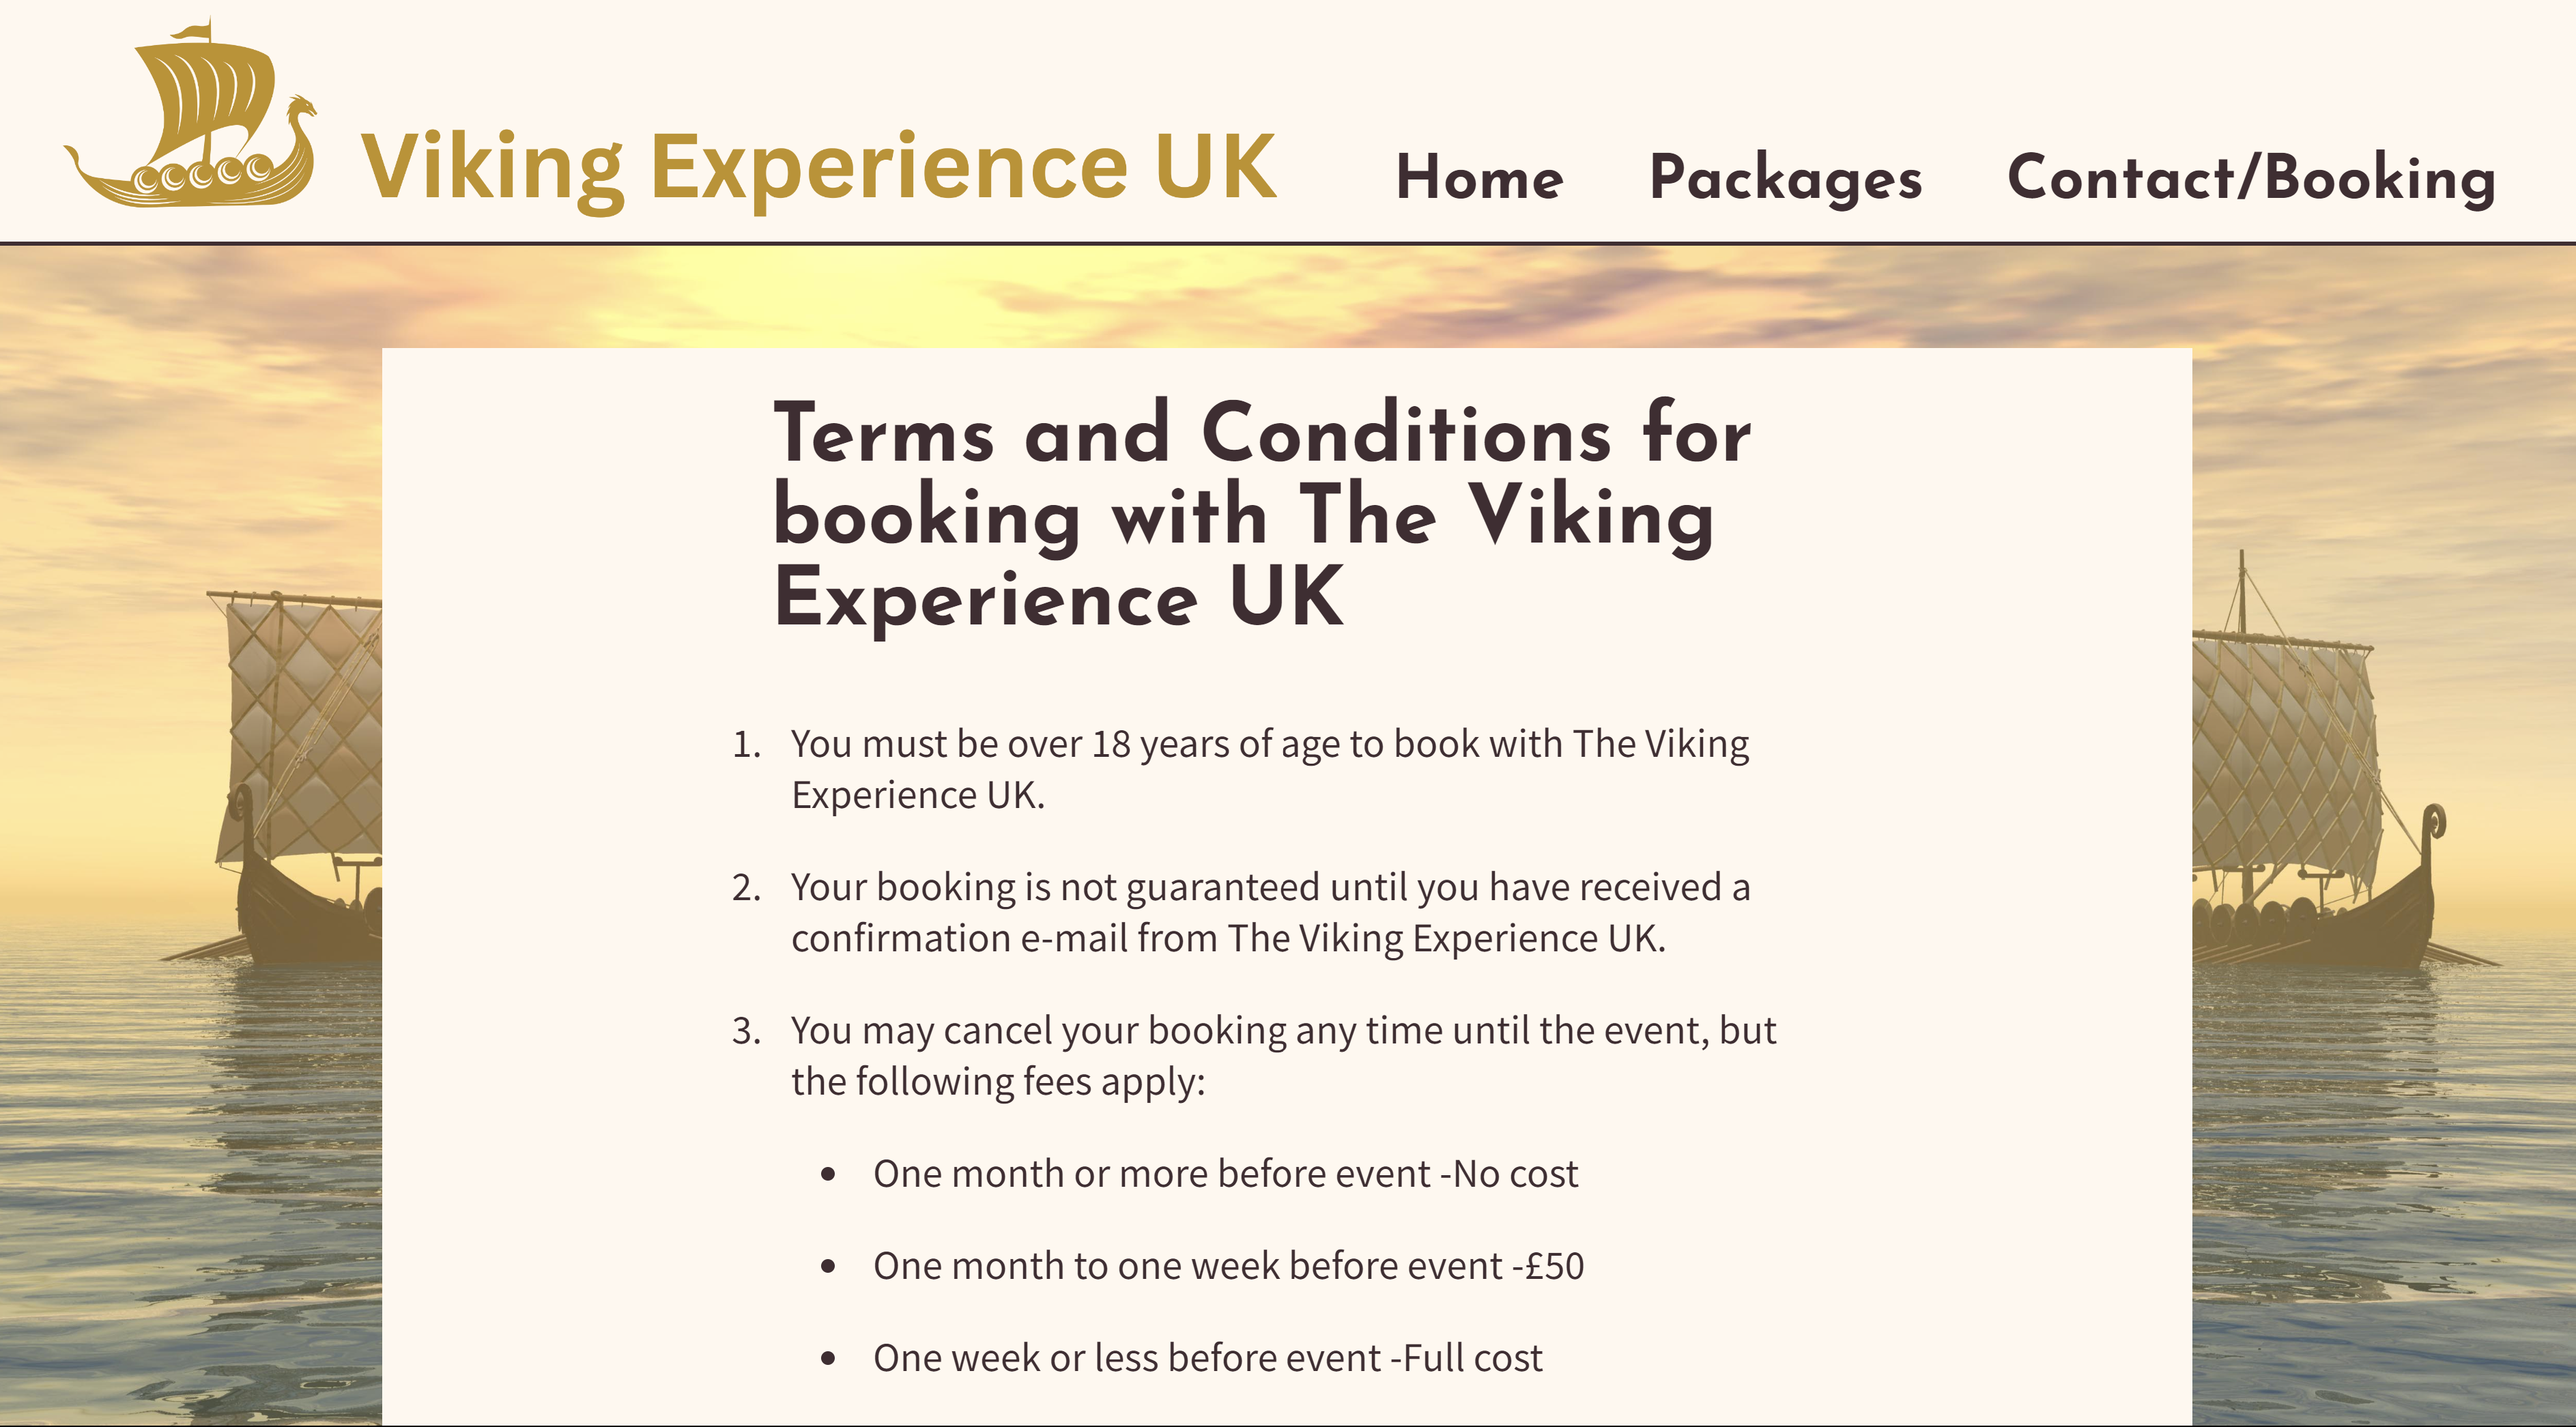 Viking Experience UK
Home
Packages
Contact/Booking
Terms and Conditions for
booking with The Viking
Experience UK
1. You must be over 18 years of age to book with The Viking
Experience UK.
2. Your booking is not guaranteed until you have received a
confirmation e-mail from The Viking Experience UK.
3. You may cancel your booking any time until the event, but
the following fees apply:
• One month or more before event -No cost
• One month to one week before event -£50
• One week or less before event -Full cost